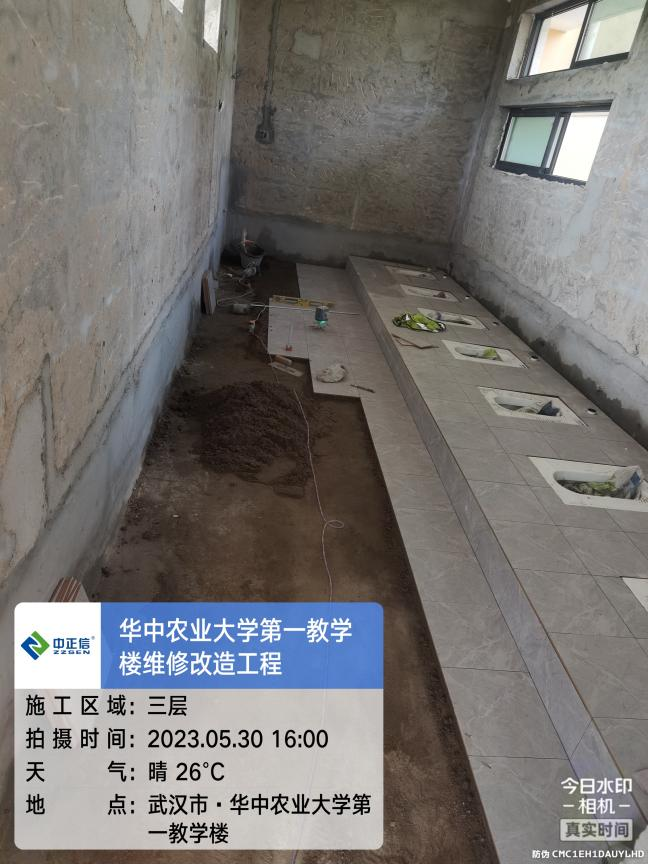 中正信®
ZZSEN
华中农业大学第一教学
楼维修改造工程
施工区域：三层
拍摄时间：2023.05.30 16:00
天气：晴 26°C
地点：武汉市·华中农业大学第
一教学楼
今日水印
相机
真实时间
防伪 CMC1EH1DAUYLHD